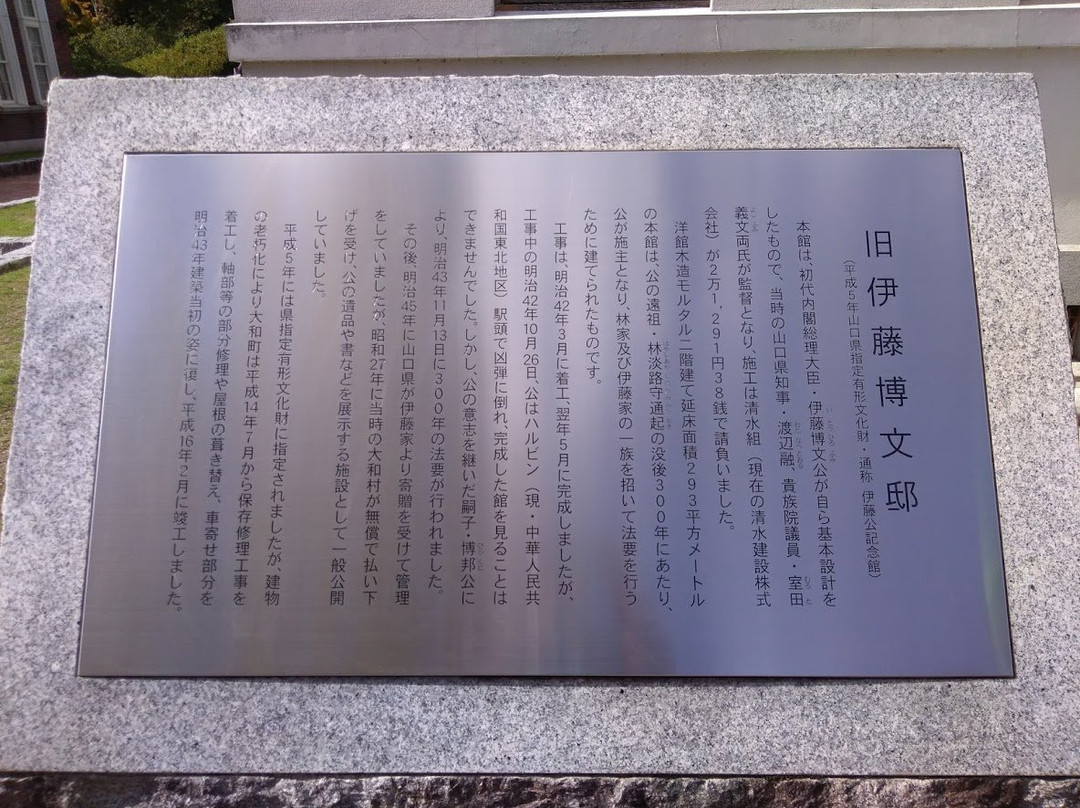 旧伊藤博文邸
（平成5年山口県指定有形文化財・通称 伊藤公記念館）
本館は、初代内閣総理大臣・伊藤博文公が自ら基本設計を
したもので、当時の山口県知事・渡辺融、貴族院議員・室田
義文両氏が監督となり、施工は清水組（現在の清水建設株式
会社）が2万1,291円38銭で請負いました。
洋館木造モルタル二階建て延床面積293平方メートル
の本館は、公の遠祖・林淡路守通起の没後300年にあたり、
公が施主となり、林家及び伊藤家の一族を招いて法要を行う
ために建てられたものです。
工事は、明治42年3月に着工、翌年5月に完成しましたが、
工事中の明治42年10月26日、公はハルビン（現・中華人民共
和国東北地区）駅頭で凶弾に倒れ、完成した館を見ることは
できませんでした。しかし、公の意志を継いだ嗣子・博邦公に
より、明治43年11月13日に300年の法要が行われました。
その後、明治45年に山口県が伊藤家より寄贈を受けて管理
をしていましたが、昭和27年に当時の大和村が無償で払い下
げを受け、公の遺品や書などを展示する施設として一般公開
していました。
平成5年には県指定有形文化財に指定されましたが、建物
の老朽化により大和町は平成14年7月から保存修理工事を
着工し、軸部等の部分修理や屋根の葺き替え、車寄せ部分を
明治43年建築当初の姿に復し、平成16年2月に竣工しました。